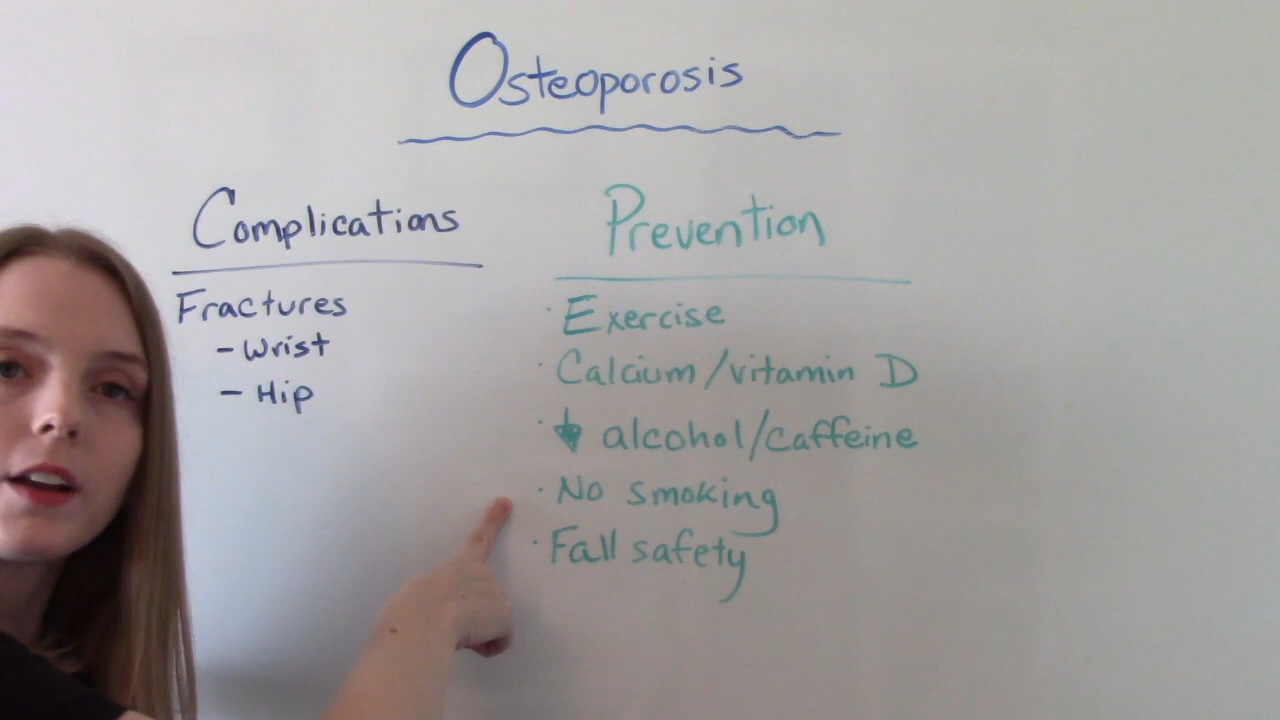 Osteoporosis
Complications
Fractures
- Wrist
- Hip
Prevention
· Exercise
· Calcium/vitamin D
· ↓ alcohol/caffeine
· No smoking
· Fall safety